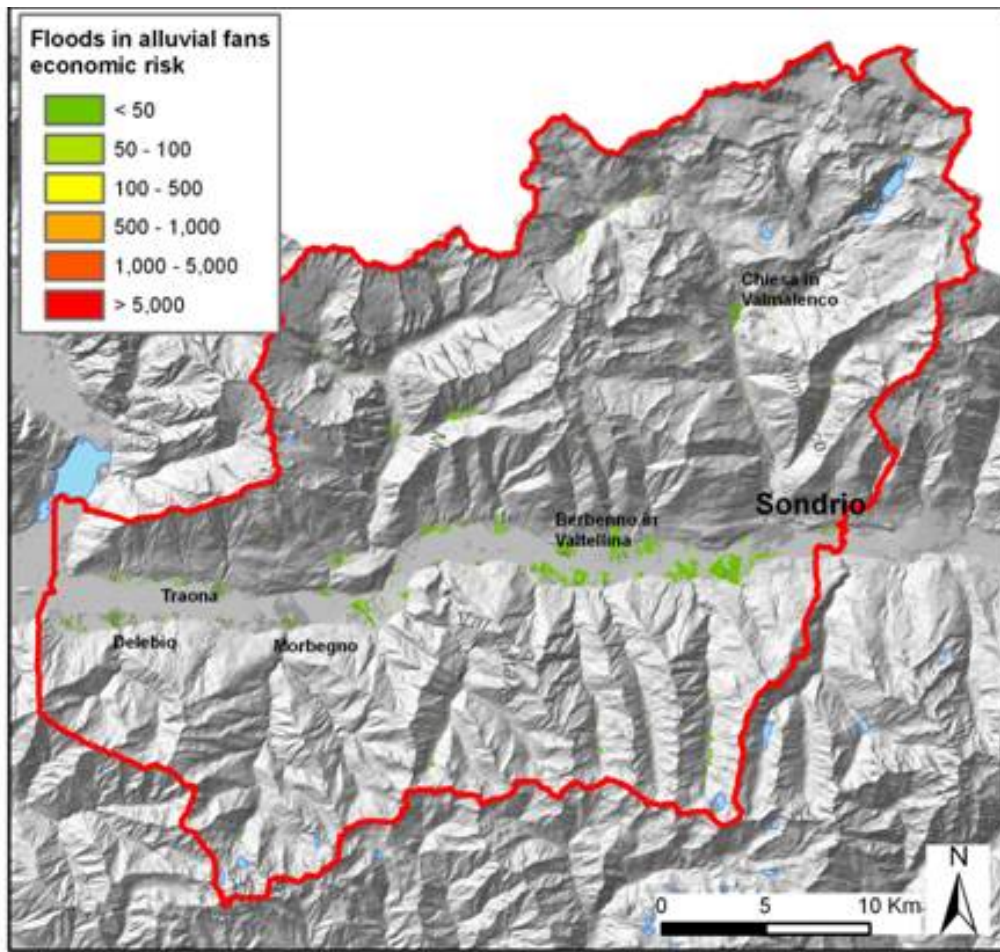 Floods in alluvial fans
economic risk
< 50
50 - 100
100 - 500
500 - 1,000
1,000 - 5,000
> 5,000
Chiesa in
Valmalenco
Sondrio
Berbenno in
Valtellina
Traona
Delebio
Morbegno
N
0 5 10 Km